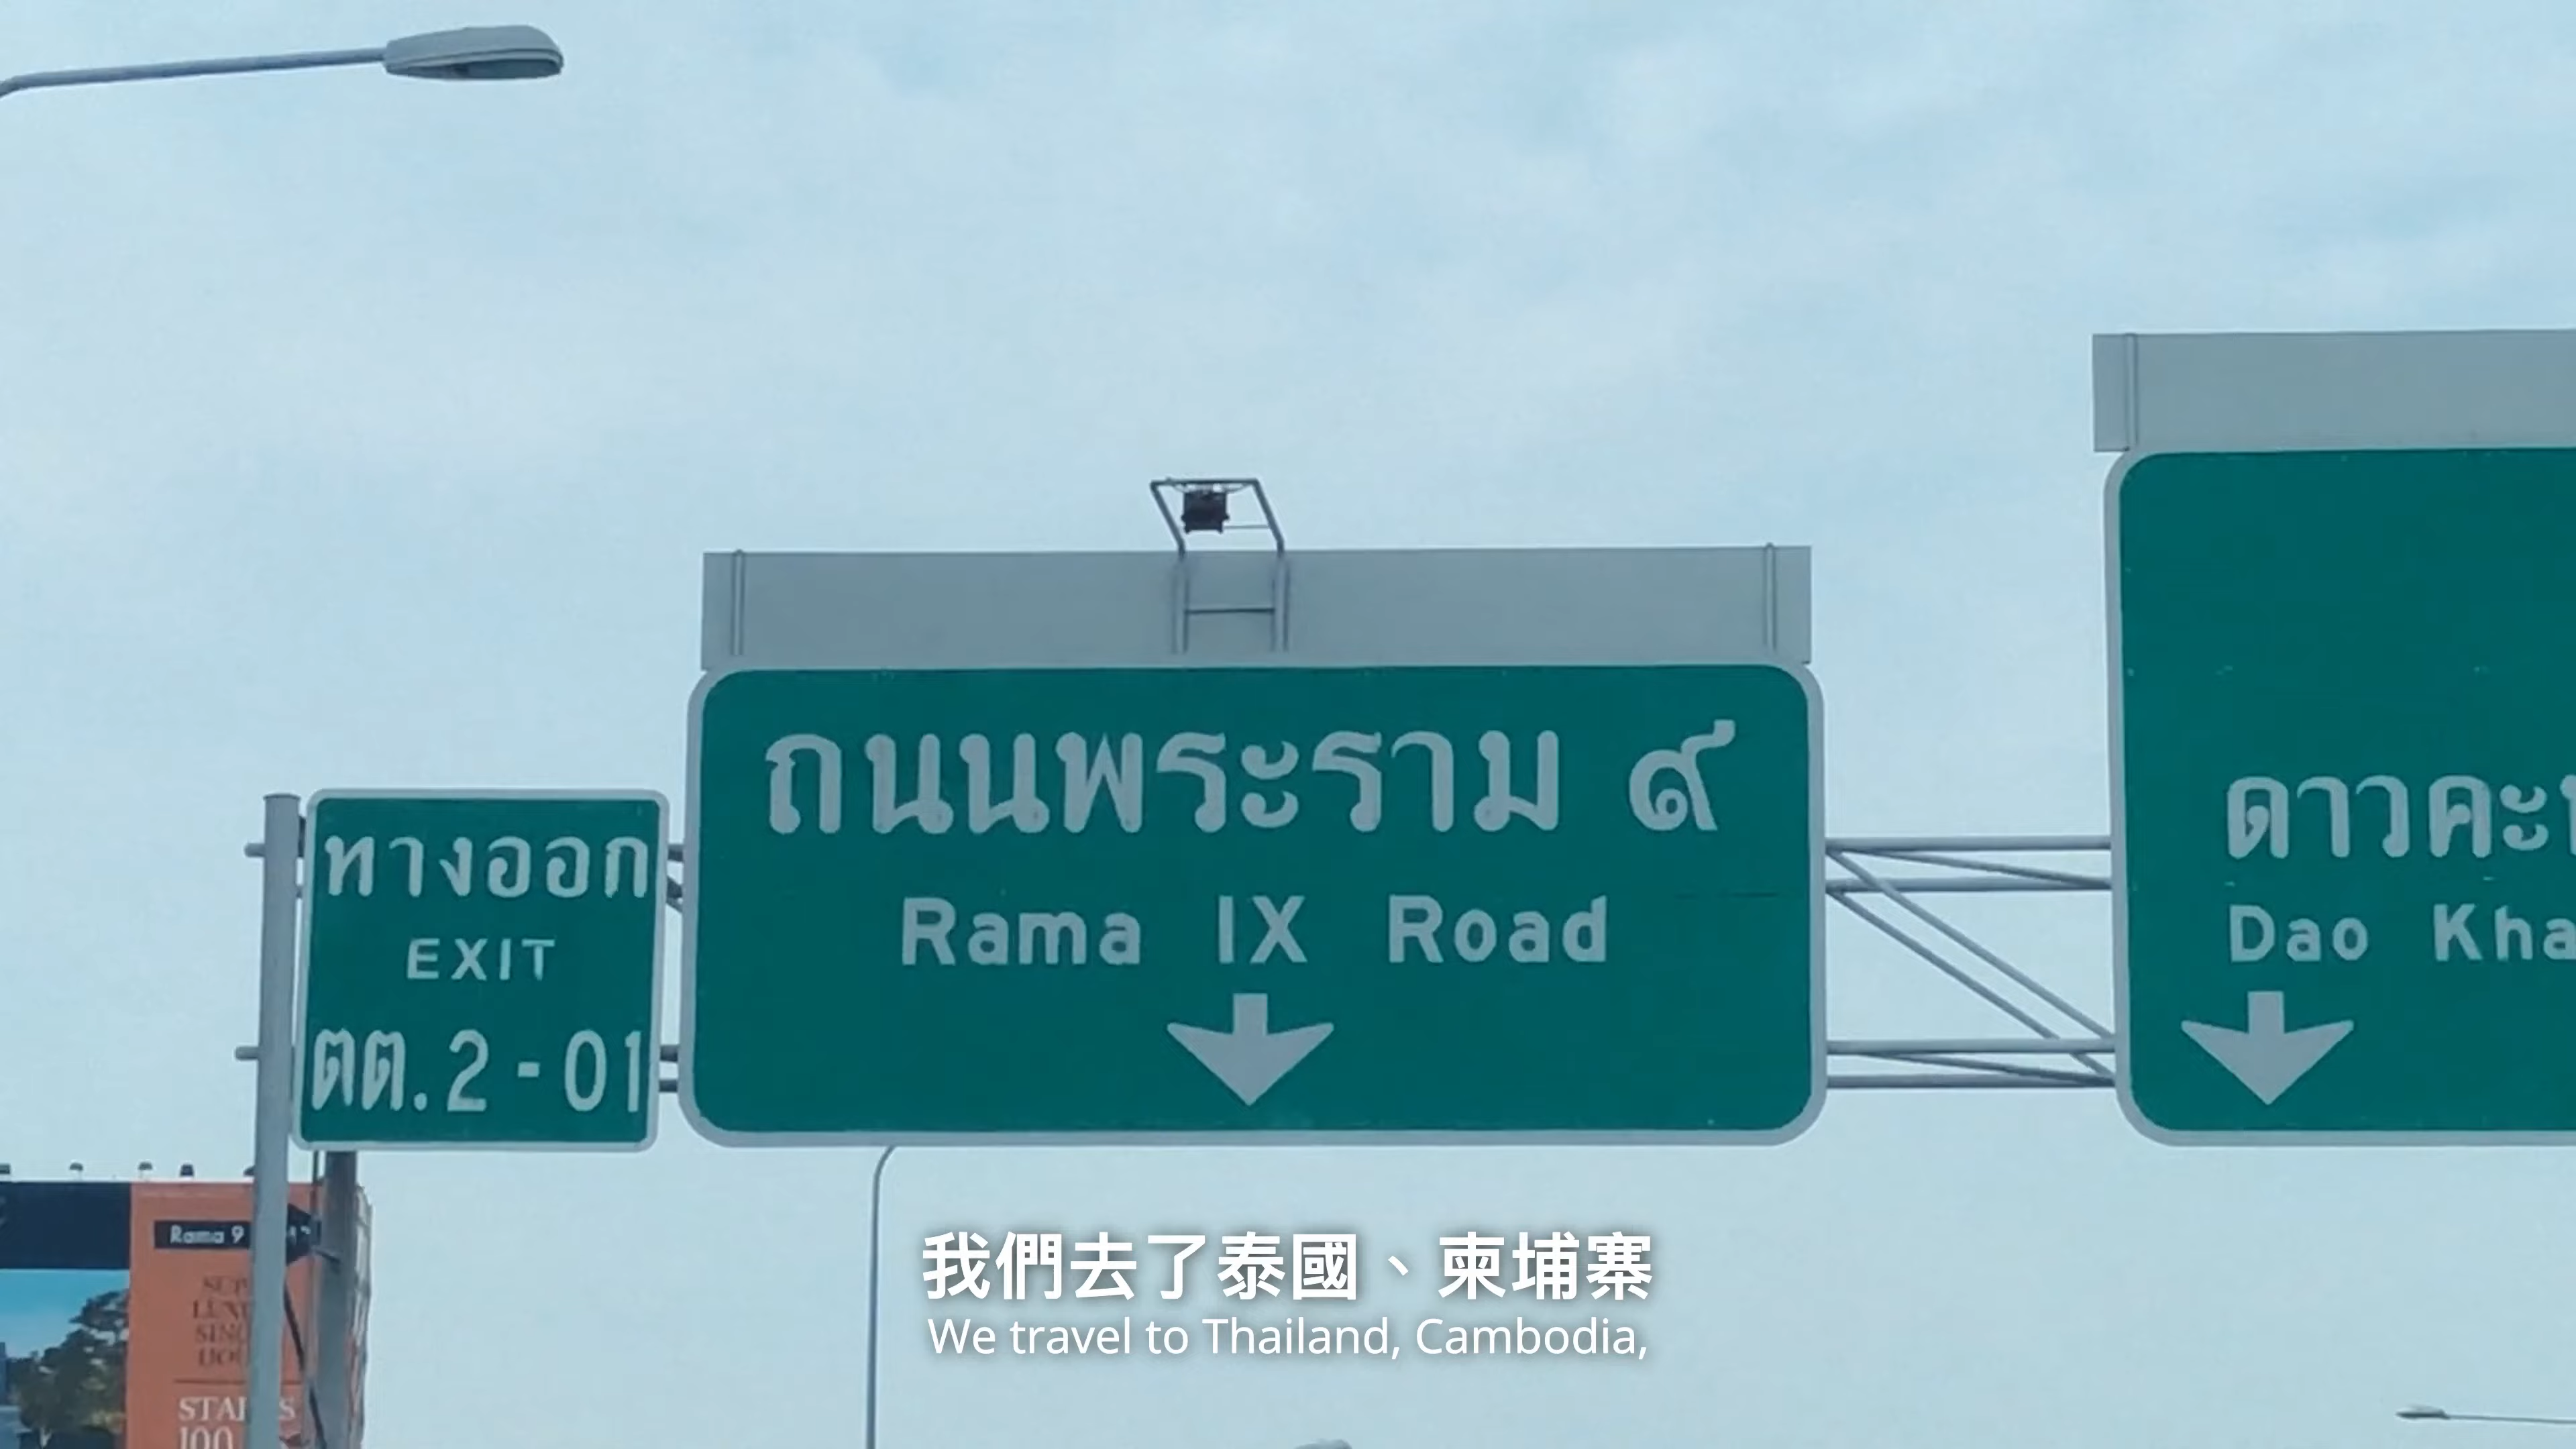 ทางออก
EXIT
ตต.2-01
ถนนพระราม ๙
Rama IX Road
ดาวคะ
Dao Kha
Rama 9
我們去了泰國、柬埔寨
We travel to Thailand, Cambodia,